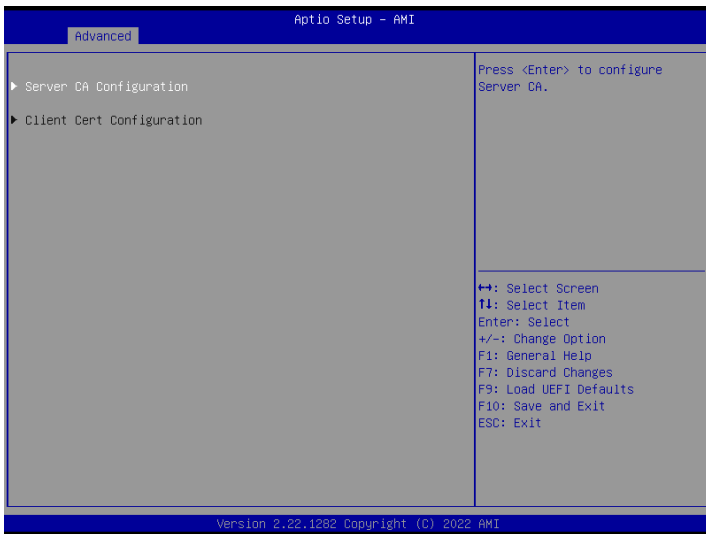 Aptio Setup – AMI
Advanced
Server CA Configuration
Client Cert Configuration
Press <Enter> to configure
Server CA.
↔: Select Screen
↑↓: Select Item
Enter: Select
+/-: Change Option
F1: General Help
F7: Discard Changes
F9: Load UEFI Defaults
F10: Save and Exit
ESC: Exit
Version 2.22.1282 Copyright (C) 2022 AMI